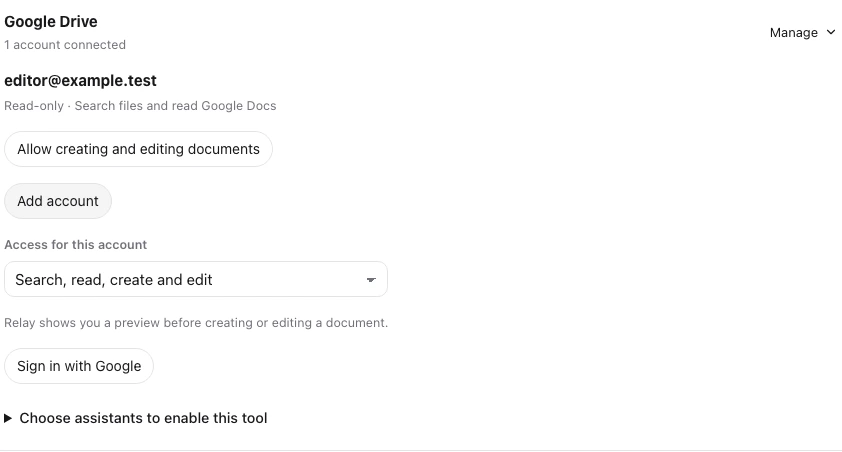 Google Drive
1 account connected
Manage
editor@example.test
Read-only · Search files and read Google Docs
Allow creating and editing documents
Add account
Access for this account
Search, read, create and edit
Relay shows you a preview before creating or editing a document.
Sign in with Google
Choose assistants to enable this tool